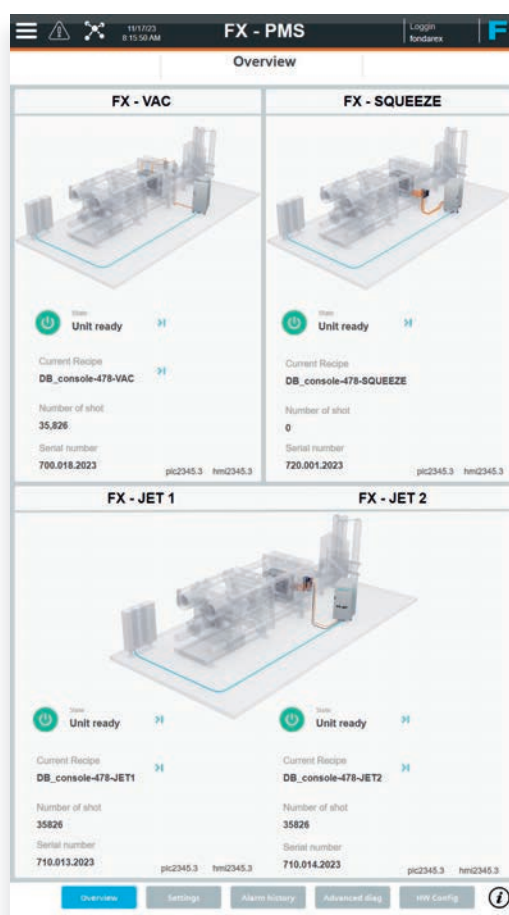 11/17/23
8:15:50 AM
FX - PMS
Loggin
fondarex
F
Overview
FX - VAC
State
Unit ready
Current Recipe
DB_console-478-VAC
Number of shot
35,826
Serial number
700.018.2023
plc2345.3 hmi2345.3
FX - SQUEEZE
State
Unit ready
Current Recipe
DB_console-478-SQUEEZE
Number of shot
0
Serial number
720.001.2023
plc2345.3 hmi2345.3
FX - JET 1
FX - JET 2
State
Unit ready
Current Recipe
DB_console-478-JET1
Number of shot
35826
Serial number
710.013.2023
plc2345.3 hmi2345.3
State
Unit ready
Current Recipe
DB_console-478-JET2
Number of shot
35826
Serial number
710.014.2023
plc2345.3 hmi2345.3
Overview Settings Alarm history Advanced diag HW Config